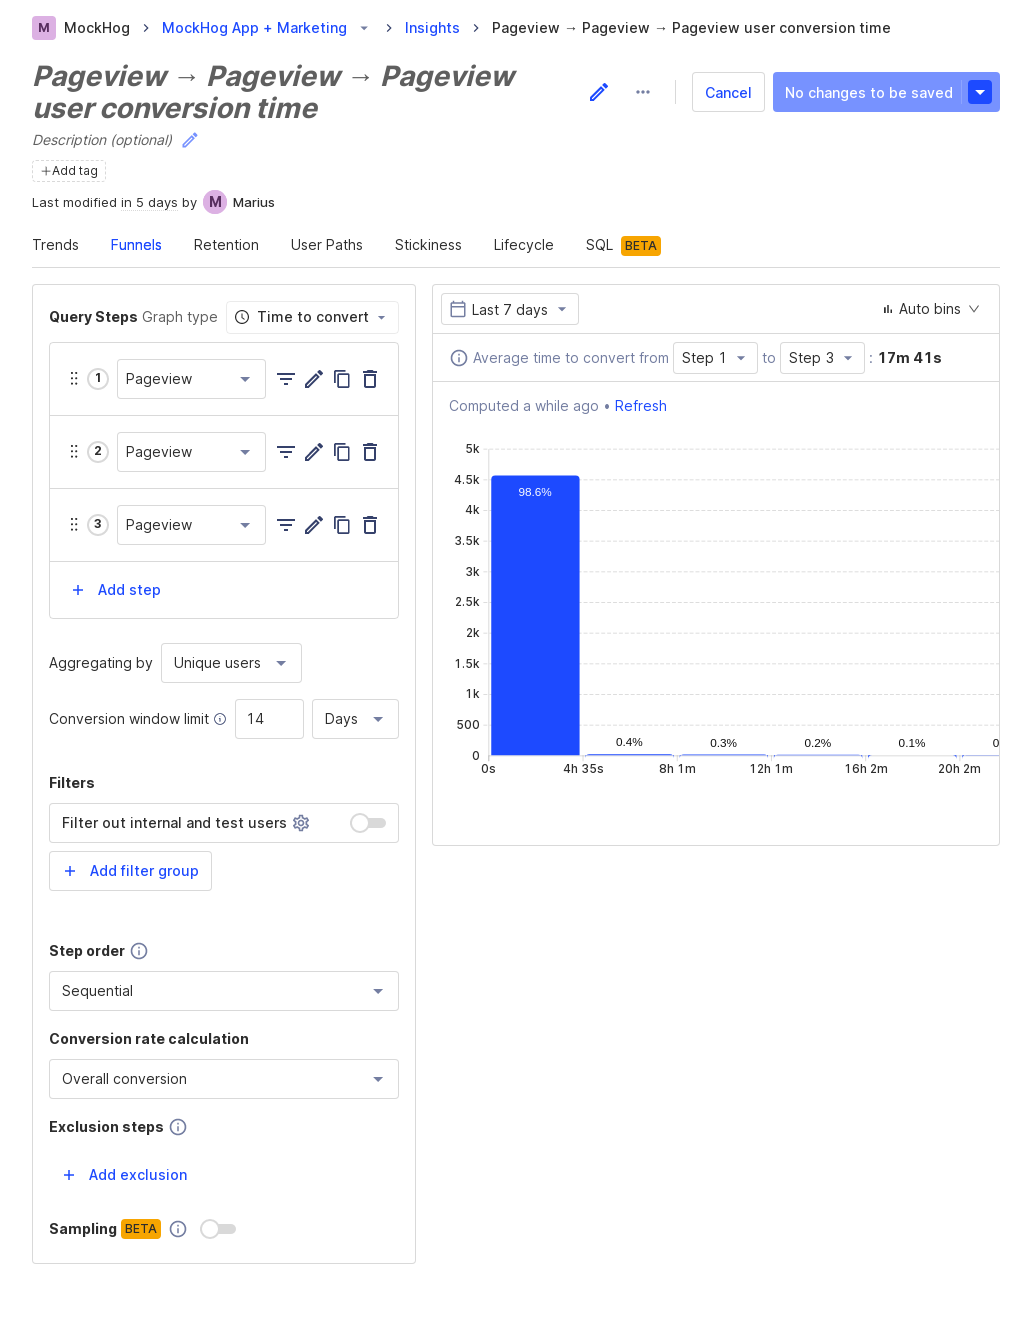 M MockHog > MockHog App + Marketing > Insights > Pageview → Pageview → Pageview user conversion time
Pageview → Pageview → Pageview
user conversion time
Cancel
No changes to be saved
Description (optional)
+Add tag
Last modified in 5 days by M Marius
Trends Funnels Retention User Paths Stickiness Lifecycle SQL BETA
Query Steps Graph type Time to convert
1 Pageview
2 Pageview
3 Pageview
+ Add step
Aggregating by Unique users
Conversion window limit 14 Days
Filters
Filter out internal and test users
+ Add filter group
Step order
Sequential
Conversion rate calculation
Overall conversion
Exclusion steps
+ Add exclusion
Sampling BETA
Last 7 days Auto bins
Average time to convert from Step 1 to Step 3 : 17m 41s
Computed a while ago • Refresh
5k
4.5k
4k
3.5k
3k
2.5k
2k
1.5k
1k
500
0
98.6% 0.4% 0.3% 0.2% 0.1% 0
0s 4h 35s 8h 1m 12h 1m 16h 2m 20h 2m